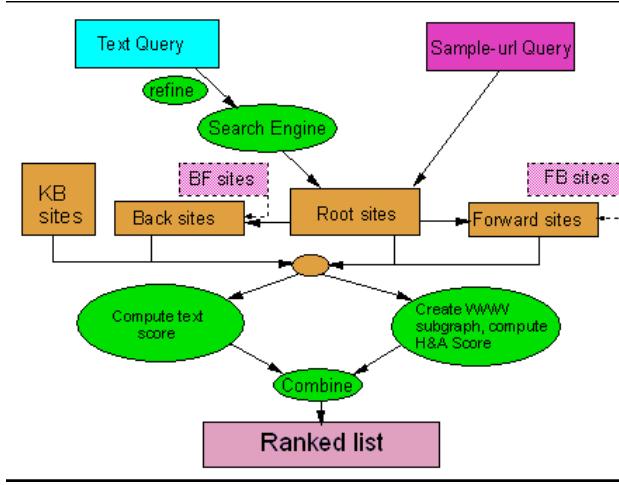 Text Query
Sample-url Query
refine
Search Engine
KB
sites
BF sites
FB sites
Back sites
Root sites
Forward sites
Compute text
score
Create WWW
subgraph, compute
H&A Score
Combine
Ranked list